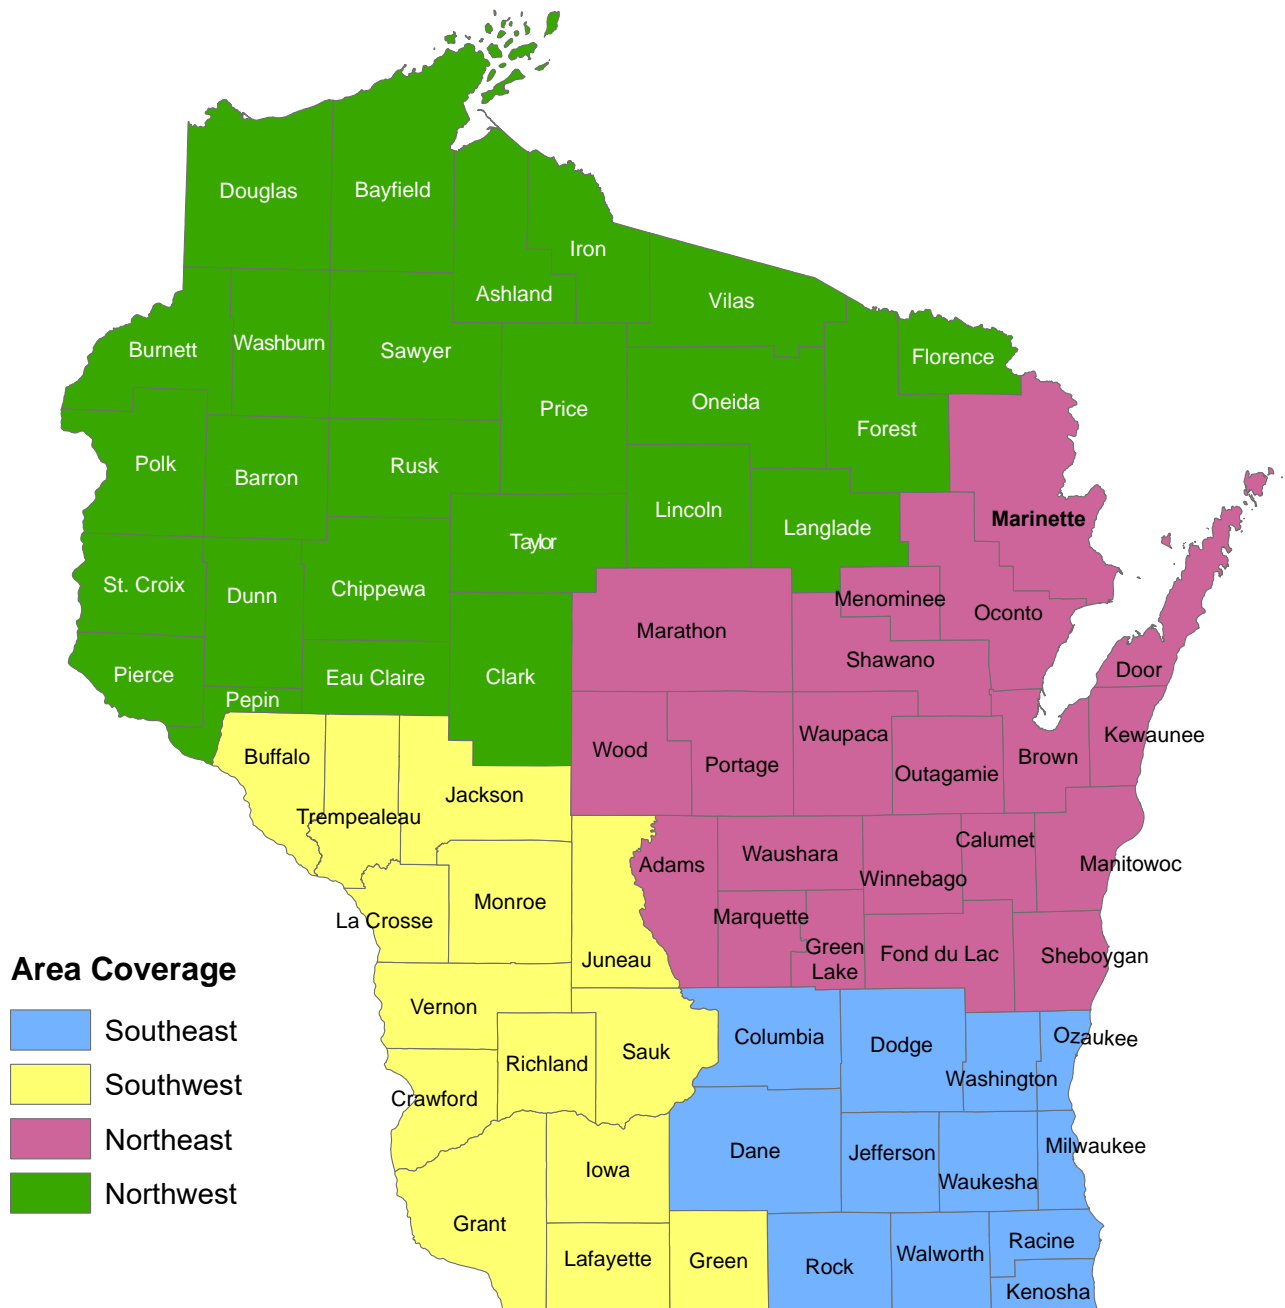 Douglas
Bayfield
Iron
Ashland
Vilas
Burnett
Washburn
Sawyer
Florence
Price
Oneida
Forest
Polk
Barron
Rusk
Lincoln
Langlade
Marinette
Taylor
St. Croix
Dunn
Chippewa
Menominee
Oconto
Marathon
Shawano
Door
Pierce
Eau Claire
Clark
Pepin
Buffalo
Wood
Portage
Waupaca
Outagamie
Brown
Kewaunee
Jackson
Trempealeau
Adams
Waushara
Calumet
Winnebago
Manitowoc
La Crosse
Monroe
Marquette
Juneau
Green
Lake
Fond du Lac
Sheboygan
Vernon
Richland
Sauk
Columbia
Dodge
Ozaukee
Washington
Crawford
Dane
Jefferson
Milwaukee
Waukesha
Iowa
Grant
Lafayette
Green
Rock
Walworth
Racine
Kenosha
Area Coverage
Southeast
Southwest
Northeast
Northwest